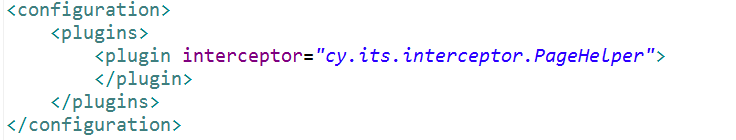 <configuration>
    <plugins>
        <plugin interceptor="cy.its.interceptor.PageHelper">
        </plugin>
    </plugins>
</configuration>